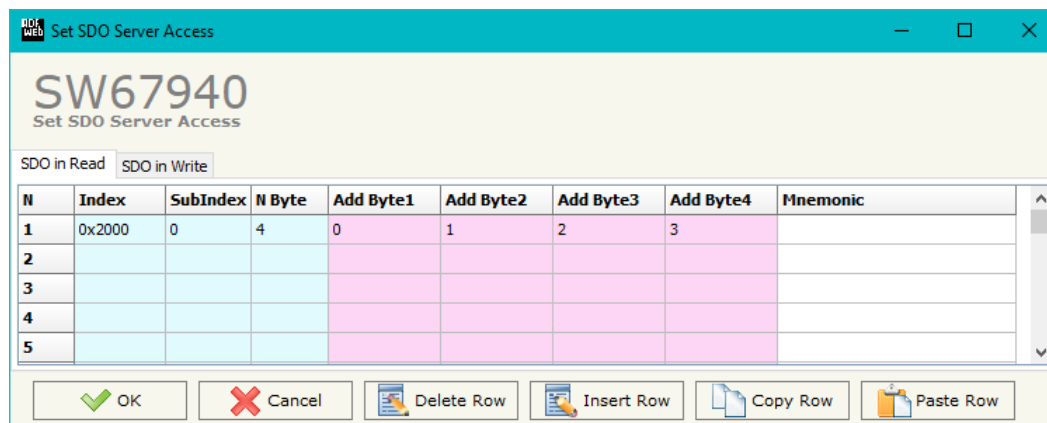 ADF
WEB Set SDO Server Access
SW67940
Set SDO Server Access
SDO in Read SDO in Write
N Index SubIndex N Byte Add Byte1 Add Byte2 Add Byte3 Add Byte4 Mnemonic
1 0x2000 0 4 0 1 2 3
2
3
4
5
OK Cancel Delete Row Insert Row Copy Row Paste Row